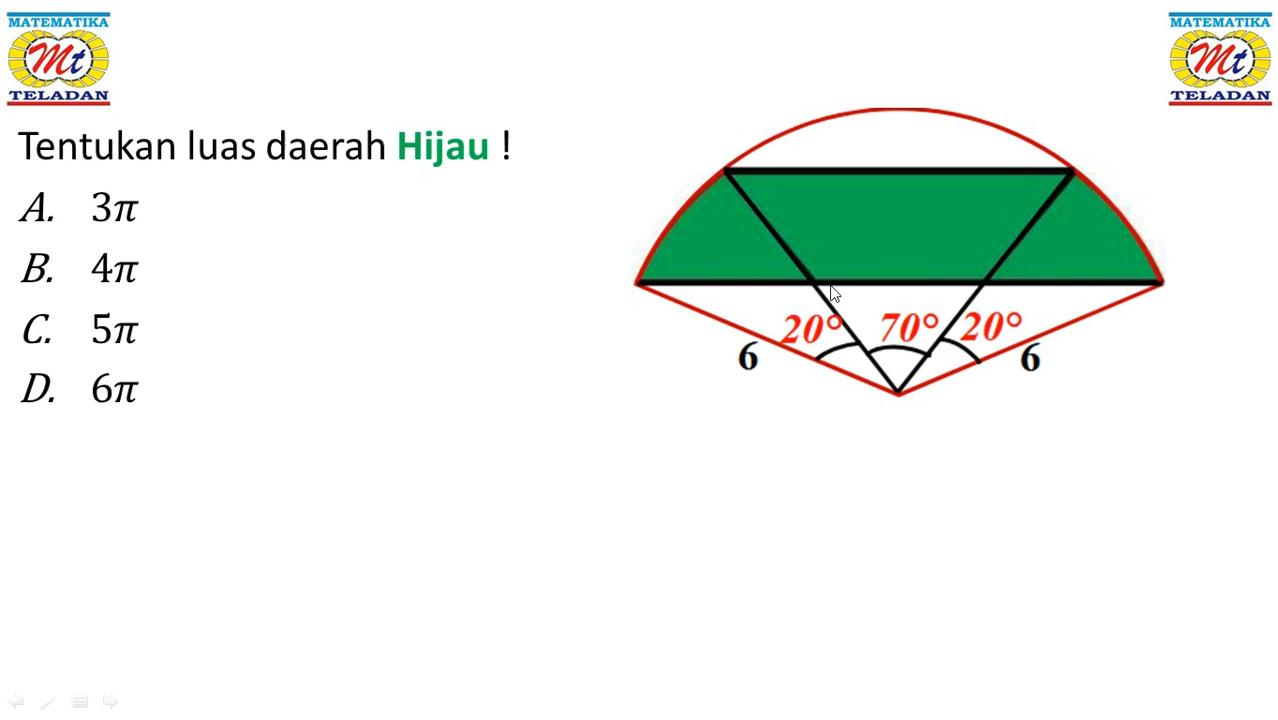 MATEMATIKA
Mt
TELADAN
MATEMATIKA
Mt
TELADAN
Tentukan luas daerah Hijau !
A. 3π
B. 4π
C. 5π
D. 6π
20° 70° 20°
6 6